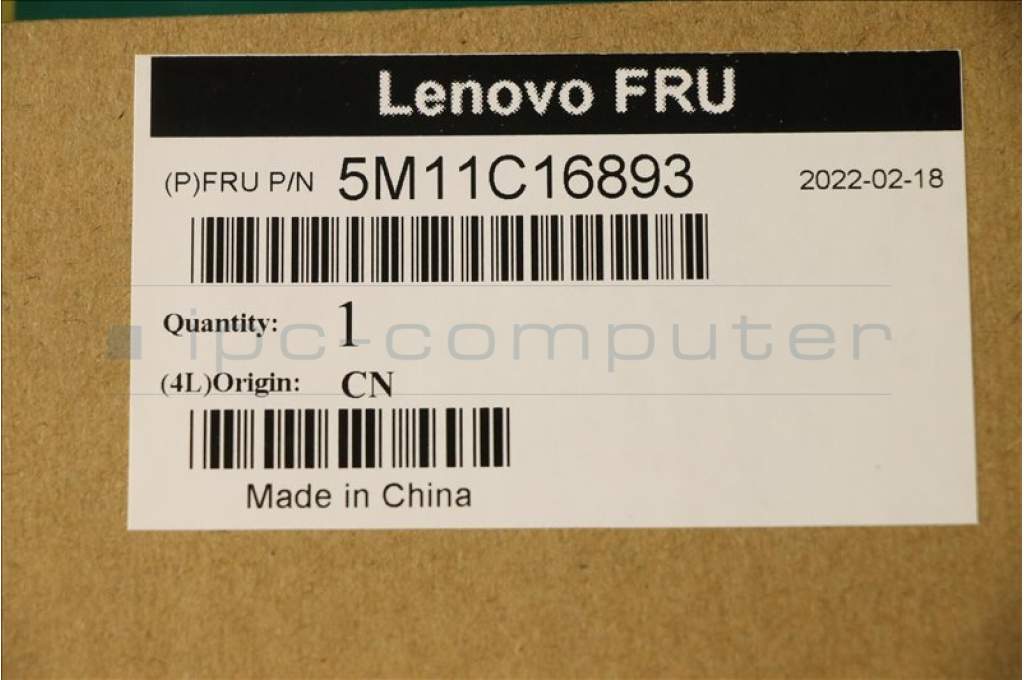 Lenovo FRU
(P)FRU P/N 5M11C16893 2022-02-18
Quantity: 1
ipc-computer
(4L)Origin: CN
Made in China